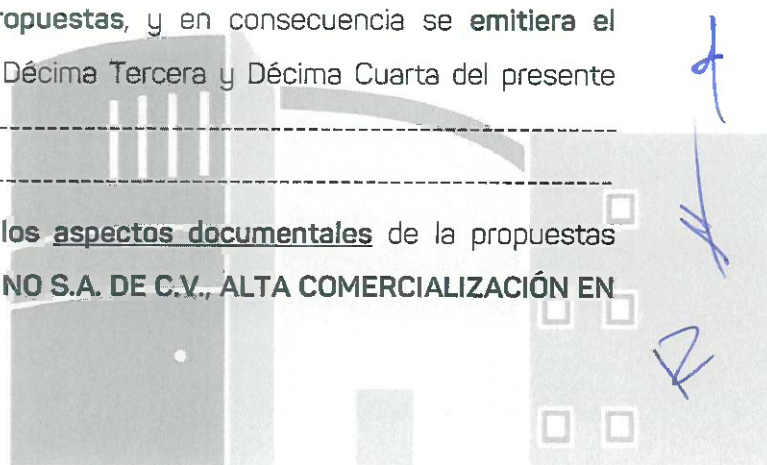 ropuestas, y en consecuencia se emitiera el
Décima Tercera y Décima Cuarta del presente
------------------------------------------------------------
------------------------------------------------------------
los aspectos documentales de la propuestas
NO S.A. DE C.V., ALTA COMERCIALIZACIÓN EN